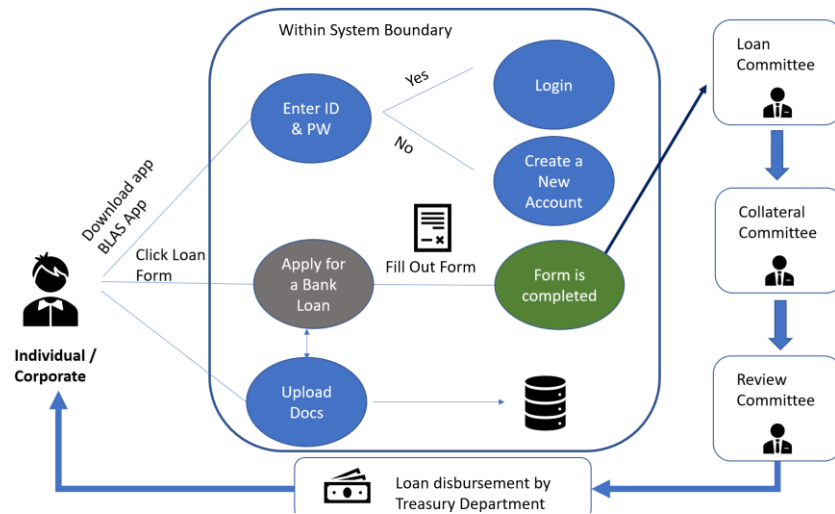 Within System Boundary
Enter ID
& PW
Yes
No
Login
Create a
New
Account
Download app
BLAS App
Click Loan
Form
Apply for
a Bank
Loan
Fill Out Form
Form is
completed
Individual /
Corporate
Upload
Docs
Loan
Committee
Collateral
Committee
Review
Committee
Loan disbursement by
Treasury Department